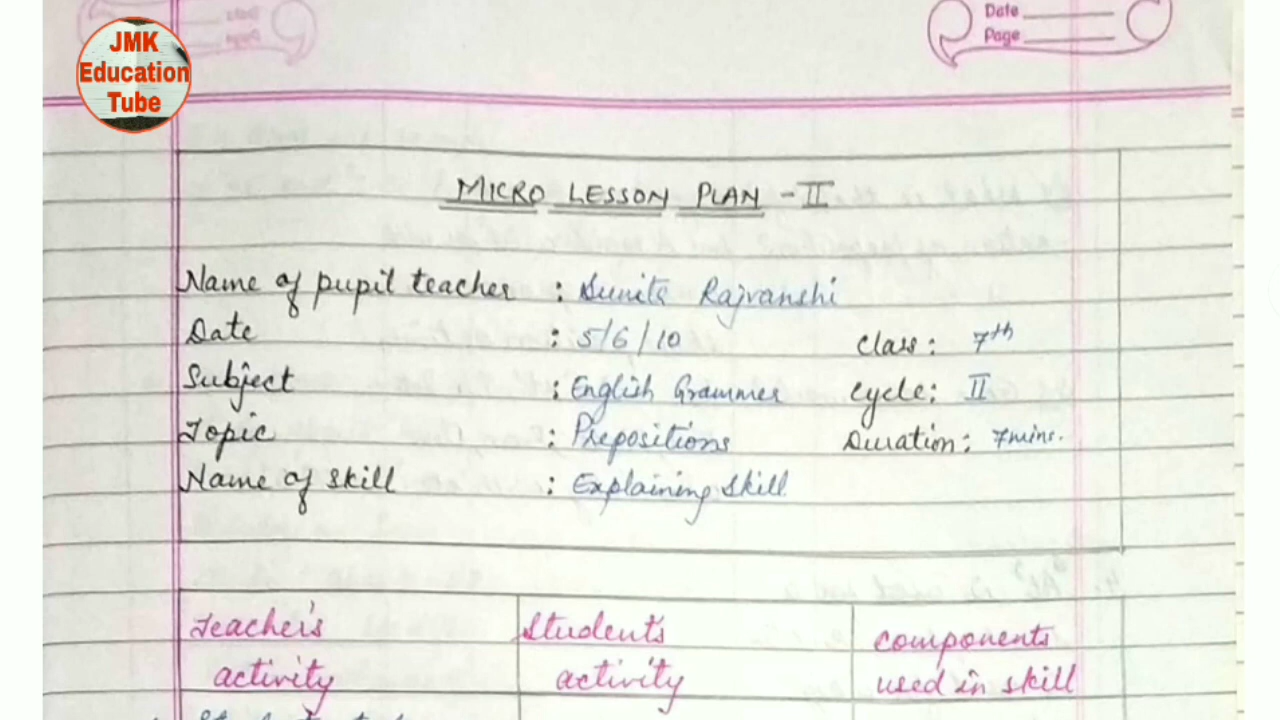 JMK
Education
Tube
Date
Page
MICRO LESSON PLAN - II
Name of pupil teacher : Sunita Rajvanshi
Date : 5/6/10 Class: 7th
Subject : English Grammer Cycle: II
Topic : Prepositions Duration: 7mins.
Name of skill : Explaining skill
Teacher's activity
Student's activity
components used in skill